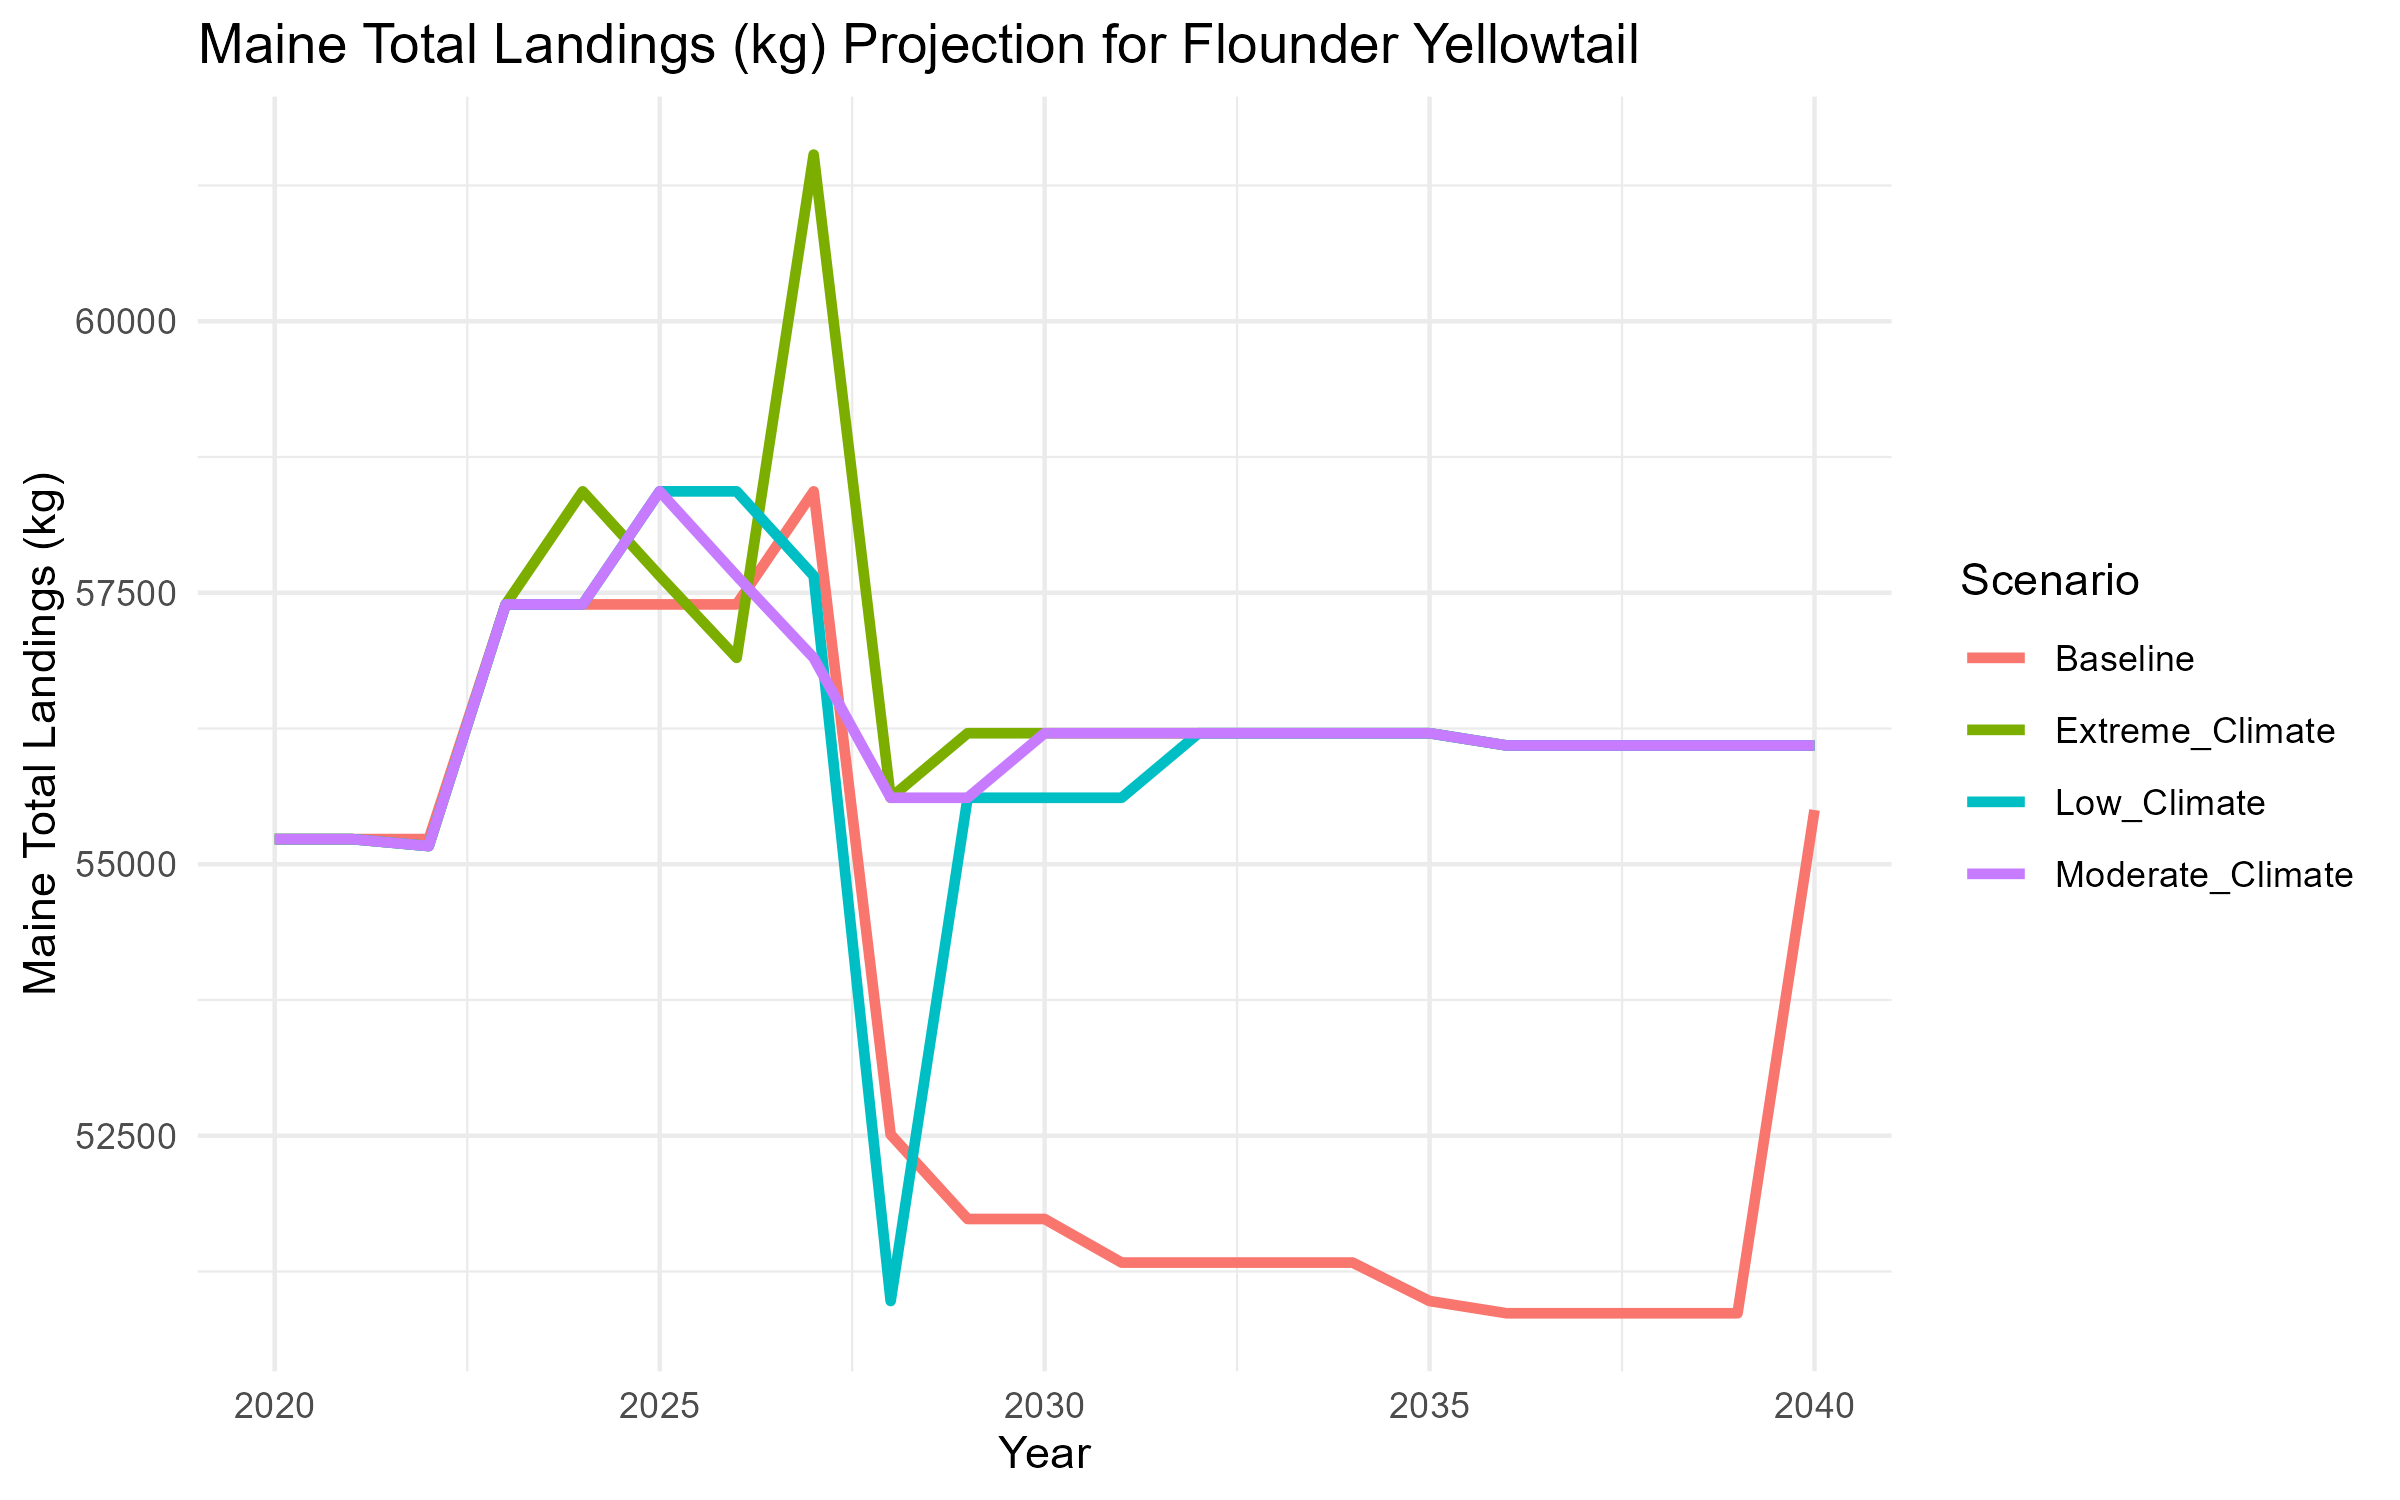 Maine Total Landings (kg) Projection for Flounder Yellowtail
Maine Total Landings (kg)
60000
57500
55000
52500
2020
2025
2030
2035
2040
Year
Scenario
Baseline
Extreme_Climate
Low_Climate
Moderate_Climate